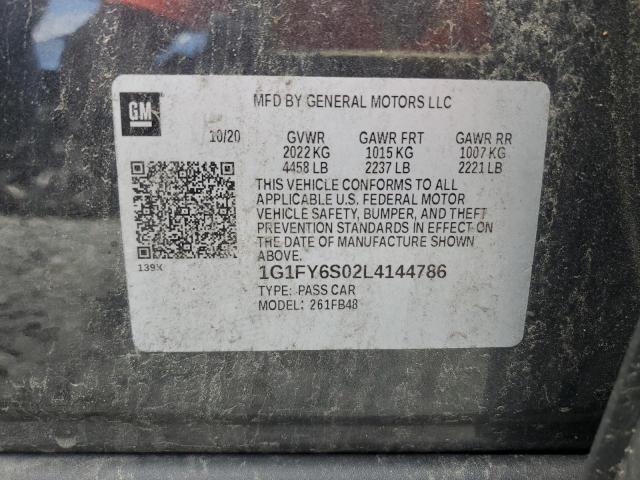 GM
MFD BY GENERAL MOTORS LLC
10/20 GVWR GAWR FRT GAWR RR
2022 KG 1015 KG 1007 KG
4458 LB 2237 LB 2221 LB
THIS VEHICLE CONFORMS TO ALL
APPLICABLE U.S. FEDERAL MOTOR
VEHICLE SAFETY, BUMPER, AND THEFT
PREVENTION STANDARDS IN EFFECT ON
THE DATE OF MANUFACTURE SHOWN
ABOVE.
139X
1G1FY6S02L4144786
TYPE: PASS CAR
MODEL: 261FB48